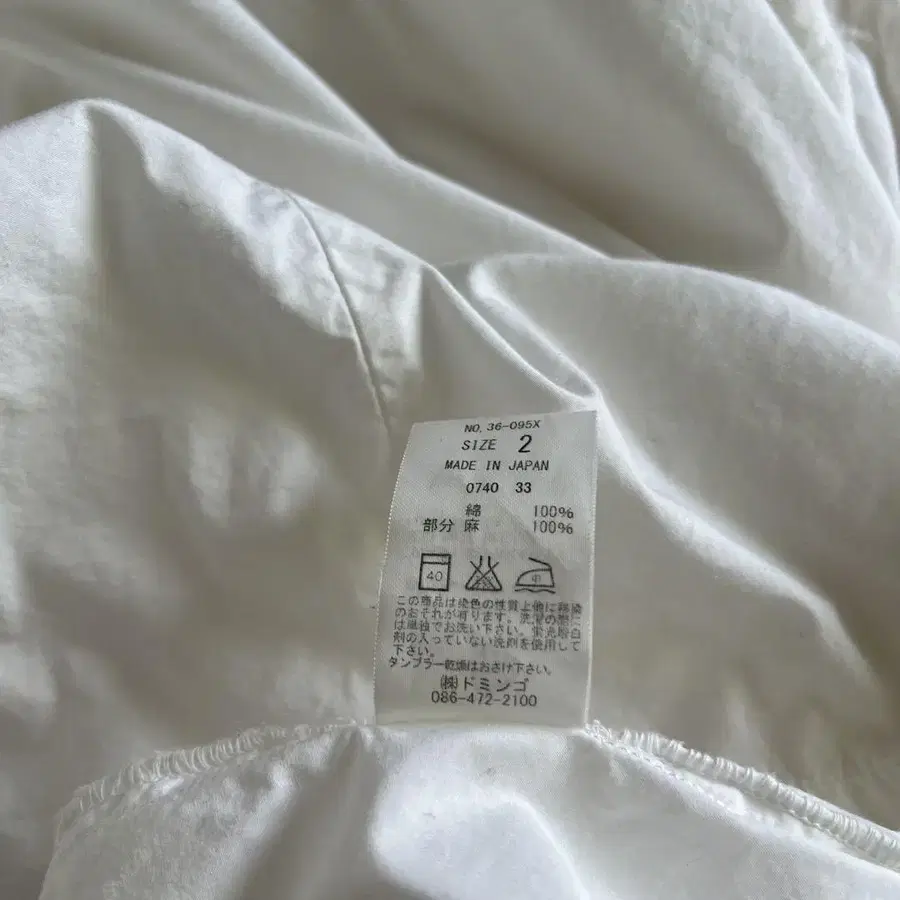 NO. 36-095X
SIZE 2
MADE IN JAPAN
0740 33
綿 100%
部分 麻 100%
40
中
この商品は染色の性質上他に移染
のおそれが有ります。洗濯の際に
は単独でお洗い下さい。蛍光増白
剤の入っていない洗剤を使用して
下さい。
タンブラー乾燥はおさけ下さい。
㈱ドミンゴ
086-472-2100